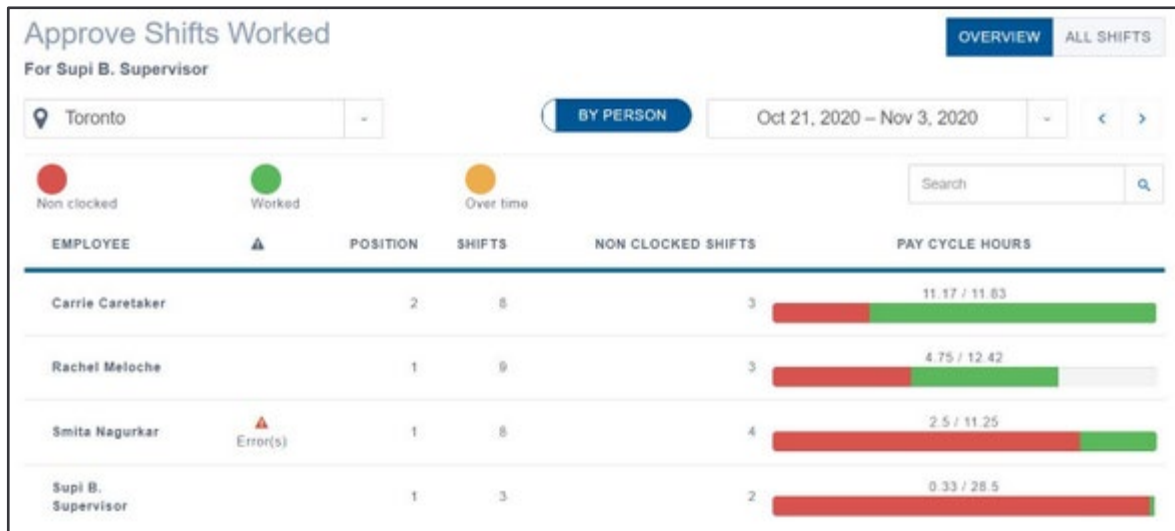 Approve Shifts Worked
OVERVIEW ALL SHIFTS
For Supi B. Supervisor
Toronto BY PERSON Oct 21, 2020 – Nov 3, 2020
Non clocked Worked Over time Search
EMPLOYEE POSITION SHIFTS NON CLOCKED SHIFTS PAY CYCLE HOURS
Carrie Caretaker 2 8 3 11.17 / 11.83
Rachel Meloche 1 9 3 4.75 / 12.42
Smita Nagurkar Error(s) 1 8 4 2.5 / 11.25
Supi B.
Supervisor 1 3 2 0.33 / 28.5